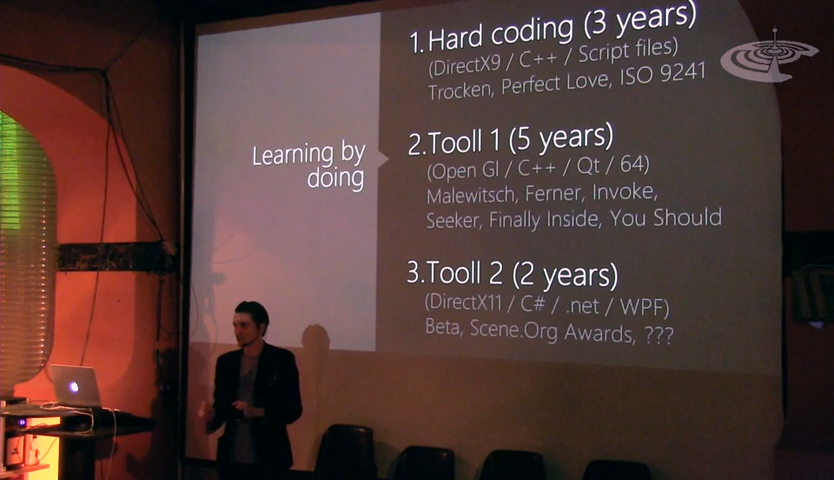 Learning by
doing
1.Hard coding (3 years)
(DirectX9 / C++ / Script files)
Trocken, Perfect Love, ISO 9241
2.Tooll 1 (5 years)
(Open Gl / C++ / Qt / 64)
Malewitsch, Ferner, Invoke,
Seeker, Finally Inside, You Should
3.Tooll 2 (2 years)
(DirectX11 / C# / .net / WPF)
Beta, Scene.Org Awards, ???